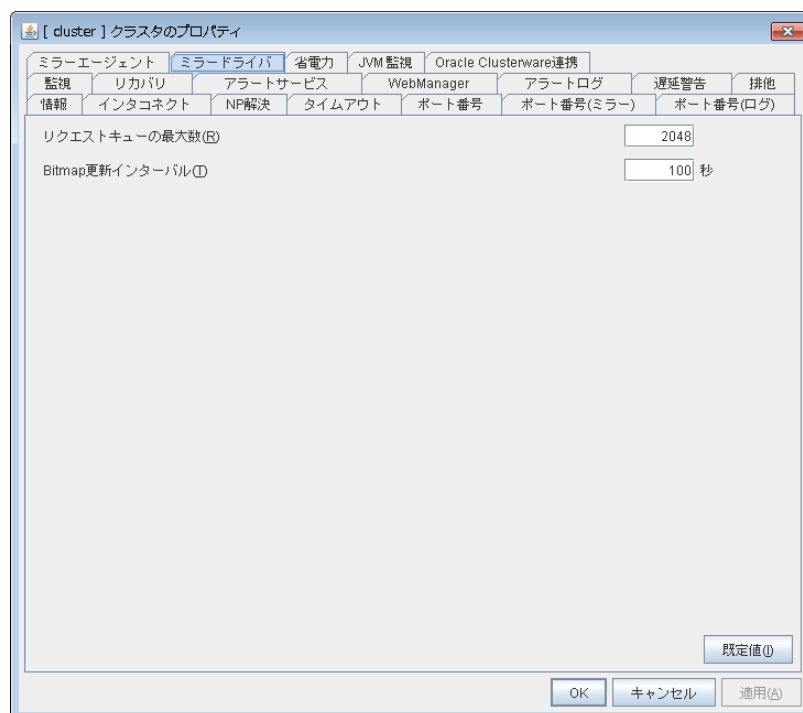 [ cluster ] クラスタのプロパティ
ミラーエージェント ミラードライバ 省電力 JVM監視 Oracle Clusterware連携
監視 リカバリ アラートサービス WebManager アラートログ 遅延警告 排他
情報 インタコネクト NP解決 タイムアウト ポート番号 ポート番号(ミラー) ポート番号(ログ)
リクエストキューの最大数(R) 2048
Bitmap更新インターバル(T) 100 秒
既定値(I)
OK キャンセル 適用(A)